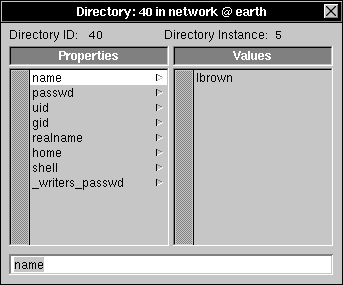 Directory: 40 in network @ earth
Directory ID: 40 Directory Instance: 5
Properties Values
name lbrown
passwd
uid
gid
realname
home
shell
_writers_passwd
name